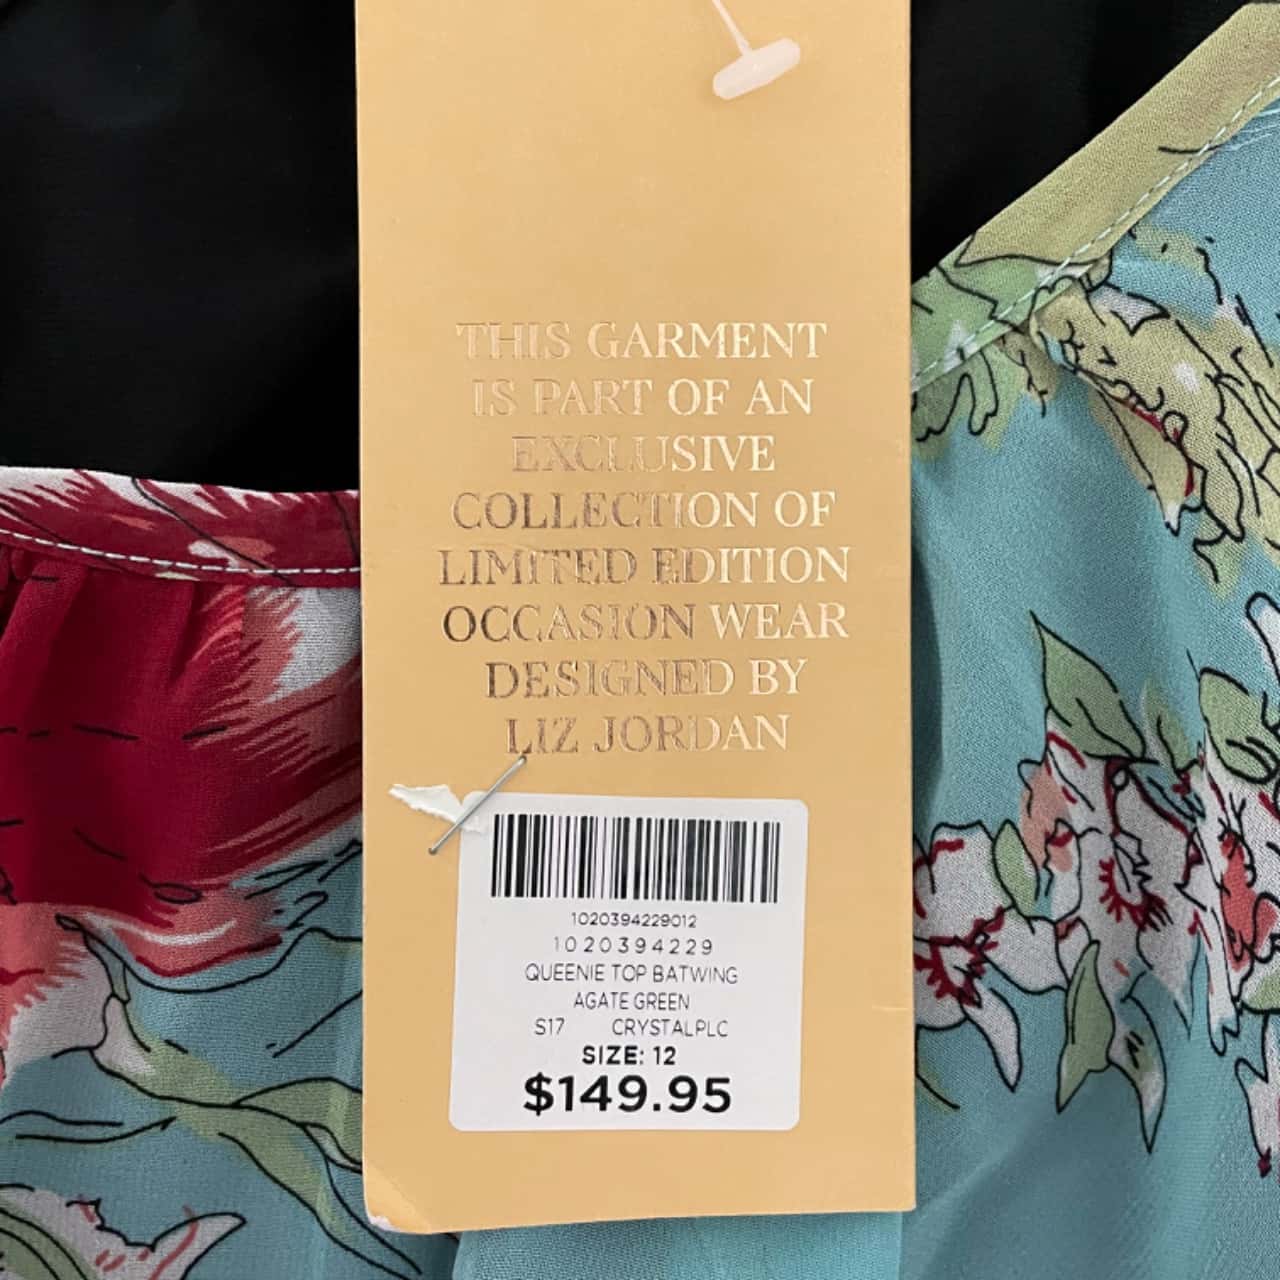 THIS GARMENT
IS PART OF AN
EXCLUSIVE
COLLECTION OF
LIMITED EDITION
OCCASION WEAR
DESIGNED BY
LIZ JORDAN
1020394229012
1020394229
QUEENIE TOP BATWING
AGATE GREEN
S17 CRYSTALPLC
SIZE: 12
$149.95